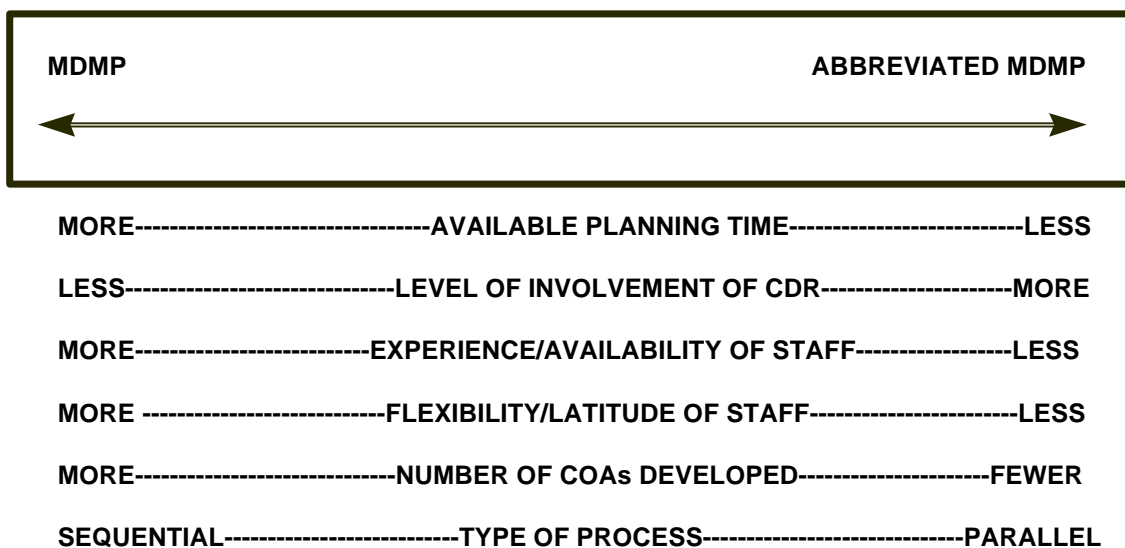 MDMP ABBREVIATED MDMP
MORE----------------------------------AVAILABLE PLANNING TIME---------------------------LESS
LESS-------------------------------LEVEL OF INVOLVEMENT OF CDR----------------------MORE
MORE---------------------------EXPERIENCE/AVAILABILITY OF STAFF------------------LESS
MORE ----------------------------FLEXIBILITY/LATITUDE OF STAFF------------------------LESS
MORE------------------------------NUMBER OF COAs DEVELOPED----------------------FEWER
SEQUENTIAL---------------------------TYPE OF PROCESS------------------------------PARALLEL